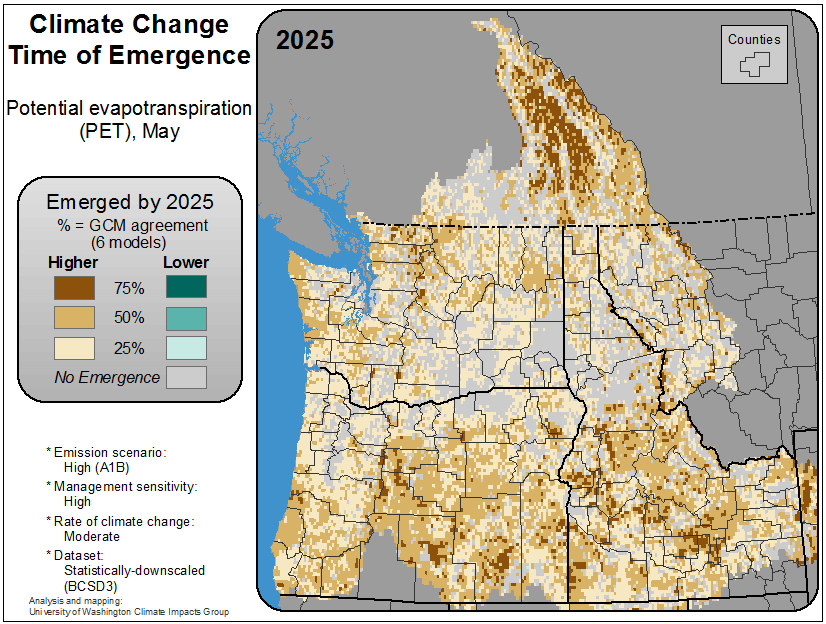 Climate Change
Time of Emergence
Potential evapotranspiration
(PET), May
Emerged by 2025
% = GCM agreement
(6 models)
Higher Lower
75%
50%
25%
No Emergence
* Emission scenario:
High (A1B)
* Management sensitivity:
High
* Rate of climate change:
Moderate
* Dataset:
Statistically-downscaled
(BCSD3)
Analysis and mapping:
University of Washington Climate Impacts Group
2025
Counties